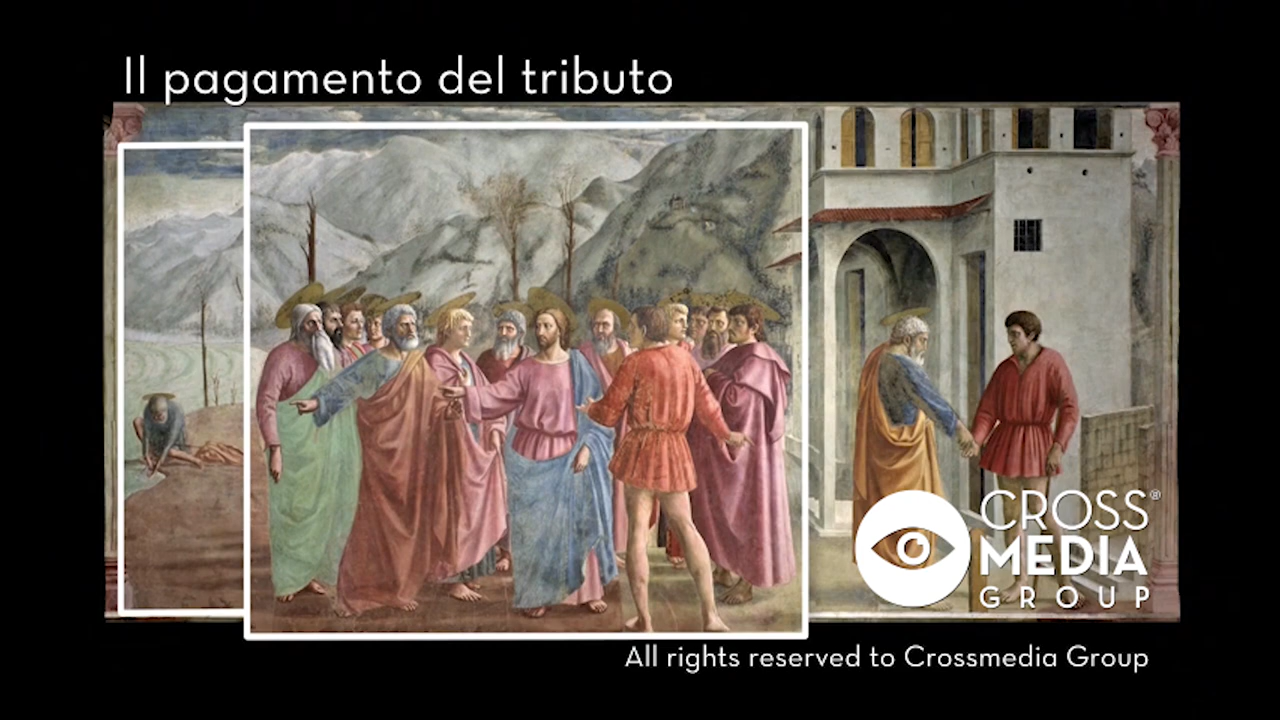 Il pagamento del tributo
CROSS®
MEDIA
GROUP
All rights reserved to Crossmedia Group